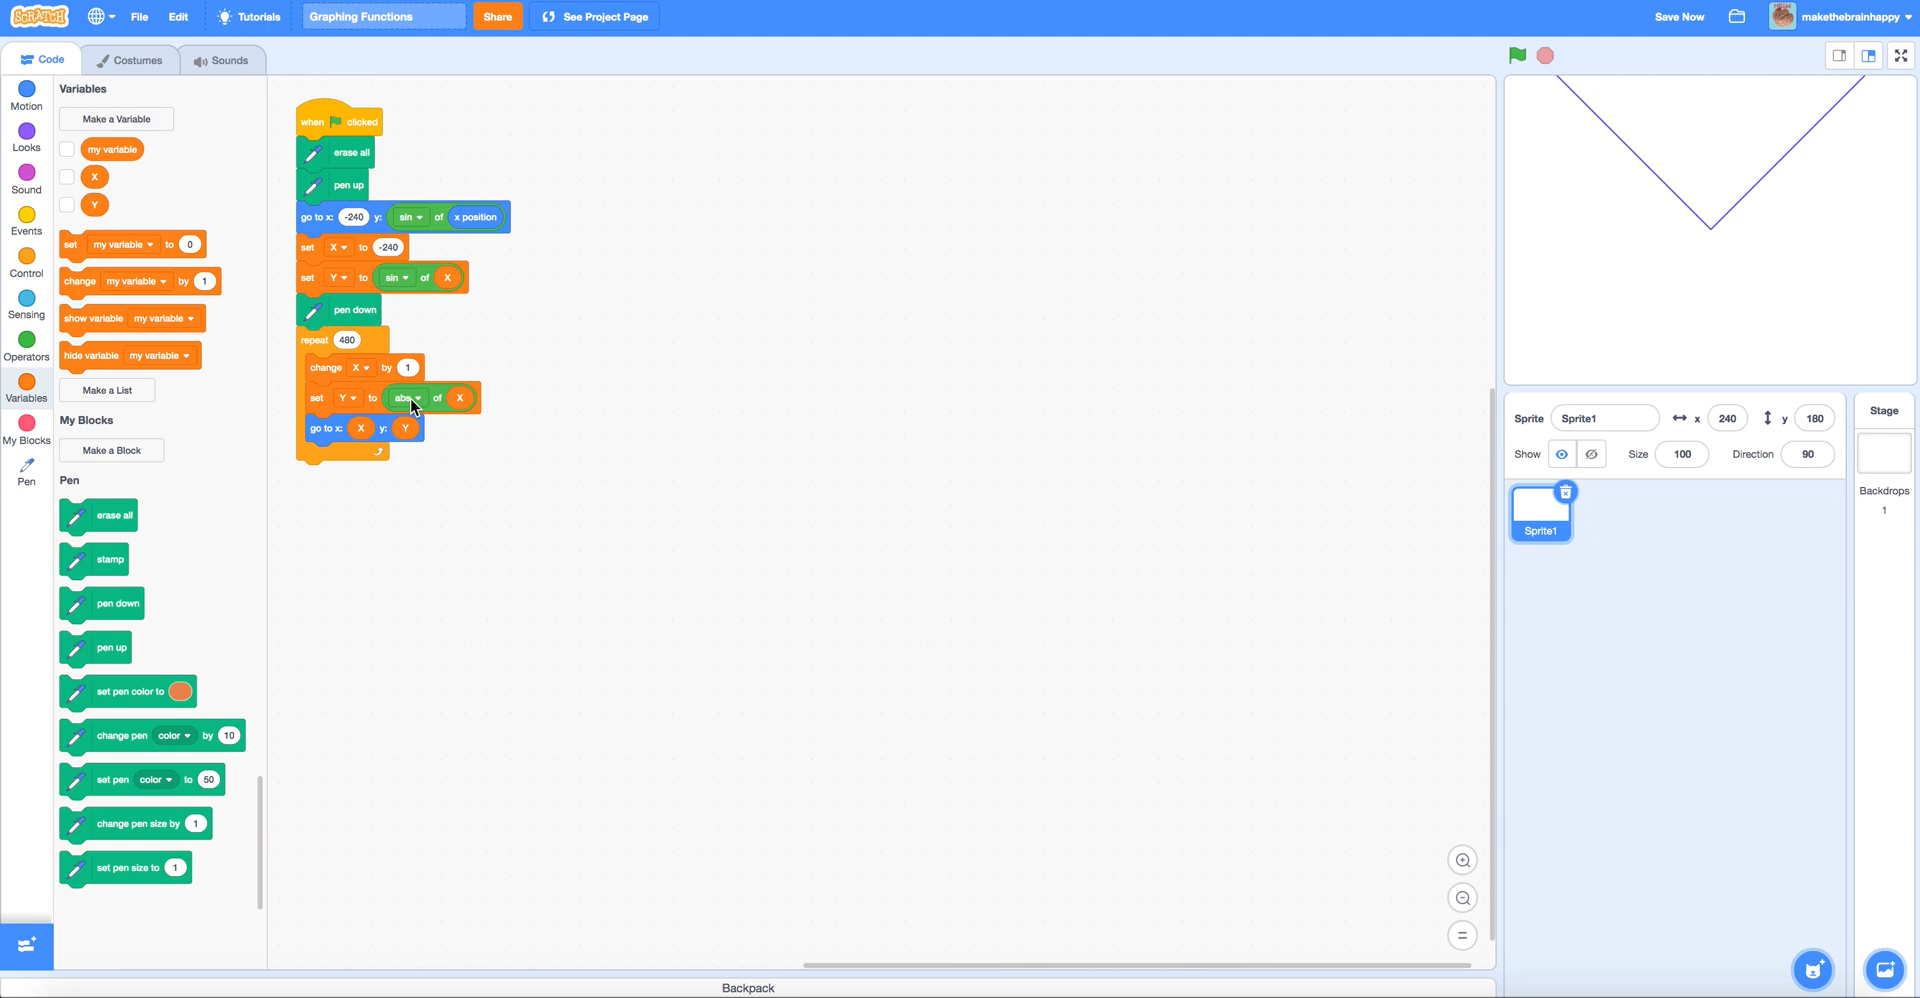 SCRATCH File Edit Tutorials Graphing Functions Share See Project Page Save Now makethebrainhappy
Code Costumes Sounds
Motion
Looks
Sound
Events
Control
Sensing
Operators
Variables
My Blocks
Pen
Variables
Make a Variable
my variable
X
Y
set my variable to 0
change my variable by 1
show variable my variable
hide variable my variable
Make a List
My Blocks
Make a Block
Pen
erase all
stamp
pen down
pen up
set pen color to
change pen color by 10
set pen color to 50
change pen size by 1
set pen size to 1
when clicked
erase all
pen up
go to x: -240 y: sin of x position
set X to -240
set Y to sin of X
pen down
repeat 480
change X by 1
set Y to abs of X
go to x: X y: Y
Sprite Sprite1 x 240 y 180
Show Size 100 Direction 90
Sprite1
Stage
Backdrops
1
Backpack